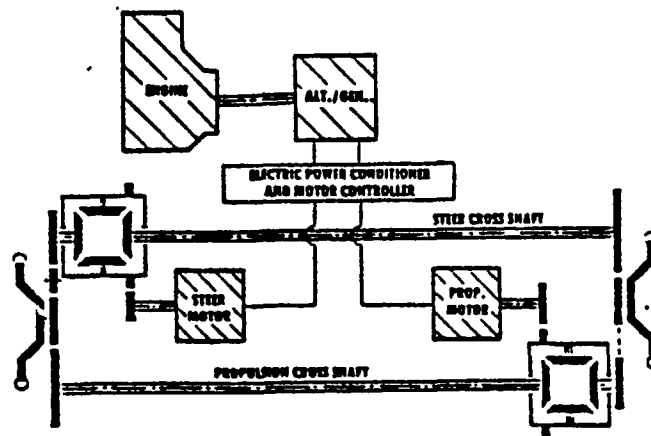 ENGINE
ALT./GEN.
ELECTRIC POWER CONDITIONER
AND MOTOR CONTROLLER
STEER CROSS SHAFT
STEER
MOTOR
PROP.
MOTOR
PROPULSION CROSS SHAFT